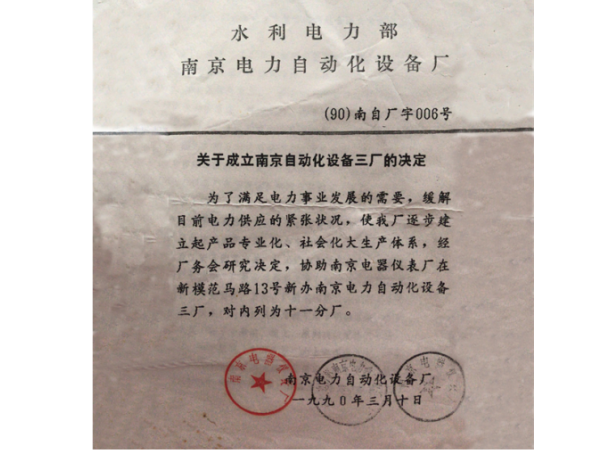 水利电力部
南京电力自动化设备厂
(90)南自厂字006号
关于成立南京自动化设备三厂的决定
为了满足电力事业发展的需要，缓解
目前电力供应的紧张状况，使我厂逐步建
立起产品专业化、社会化大生产体系，经
厂务会研究决定，协助南京电器仪表厂在
新模范马路13号新办南京电力自动化设备
三厂，对内列为十一分厂。
南京电力自动化设备厂
一九九0年三月十日